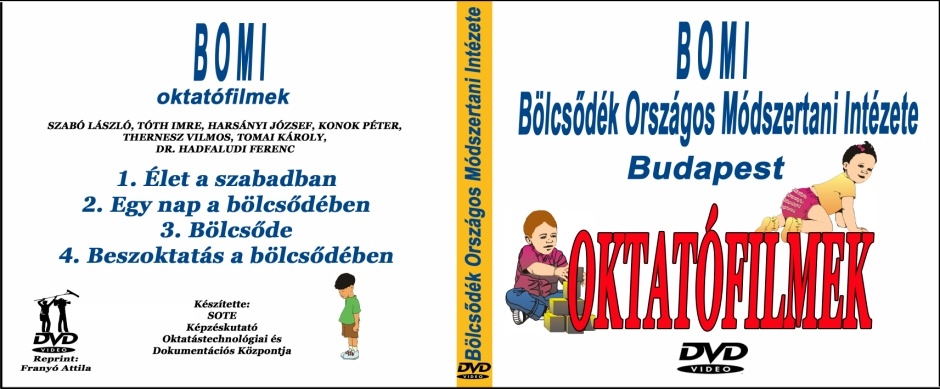 BOMI
oktatófilmek
SZABÓ LÁSZLÓ, TÓTH IMRE, HARSÁNYI JÓZSEF, KONOK PÉTER,
THERNESZ VILMOS, TOMAI KÁROLY,
DR. HADFALUDI FERENC
1. Élet a szabadban
2. Egy nap a bölcsődében
3. Bölcsőde
4. Beszoktatás a bölcsődében
Készítette:
SOTE
Képzéskutató
Oktatástechnológiai és
Dokumentációs Központja
DVD
VIDEO
Reprint:
Franyó Attila
Bölcsődék Országos Módszertani Intézete
DVD
VIDEO
BOMI
Bölcsődék Országos Módszertani Intézete
Budapest
OKTATÓFILMEK
DVD
VIDEO